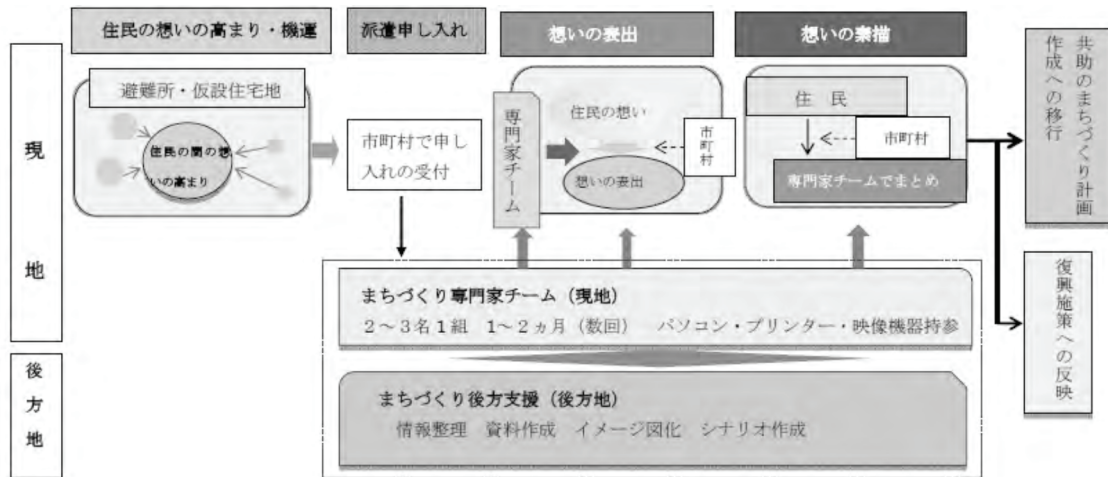 住民の想いの高まり・機運
派遣申し入れ
想いの表出
想いの素描
現地
避難所・仮設住宅地
住民の間の想
いの高まり
市町村で申し
入れの受付
専門家チーム
住民の想い
市町村
想いの表出
住 民
市町村
専門家チームでまとめ
共助のまちづくり計画
作成への移行
復興施策への反映
まちづくり専門家チーム（現地）
２～３名１組　１～２ヵ月（数回）　パソコン・プリンター・映像機器持参
後方地
まちづくり後方支援（後方地）
情報整理　資料作成　イメージ図化　シナリオ作成